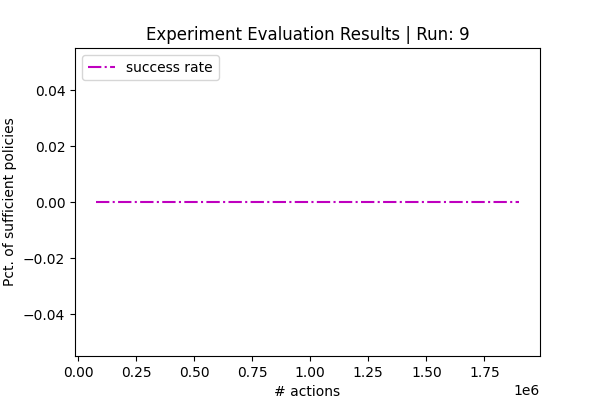 Experiment Evaluation Results | Run: 9
success rate
Pct. of sufficient policies
0.04
0.02
0.00
−0.02
−0.04
0.00 0.25 0.50 0.75 1.00 1.25 1.50 1.75
1e6
# actions